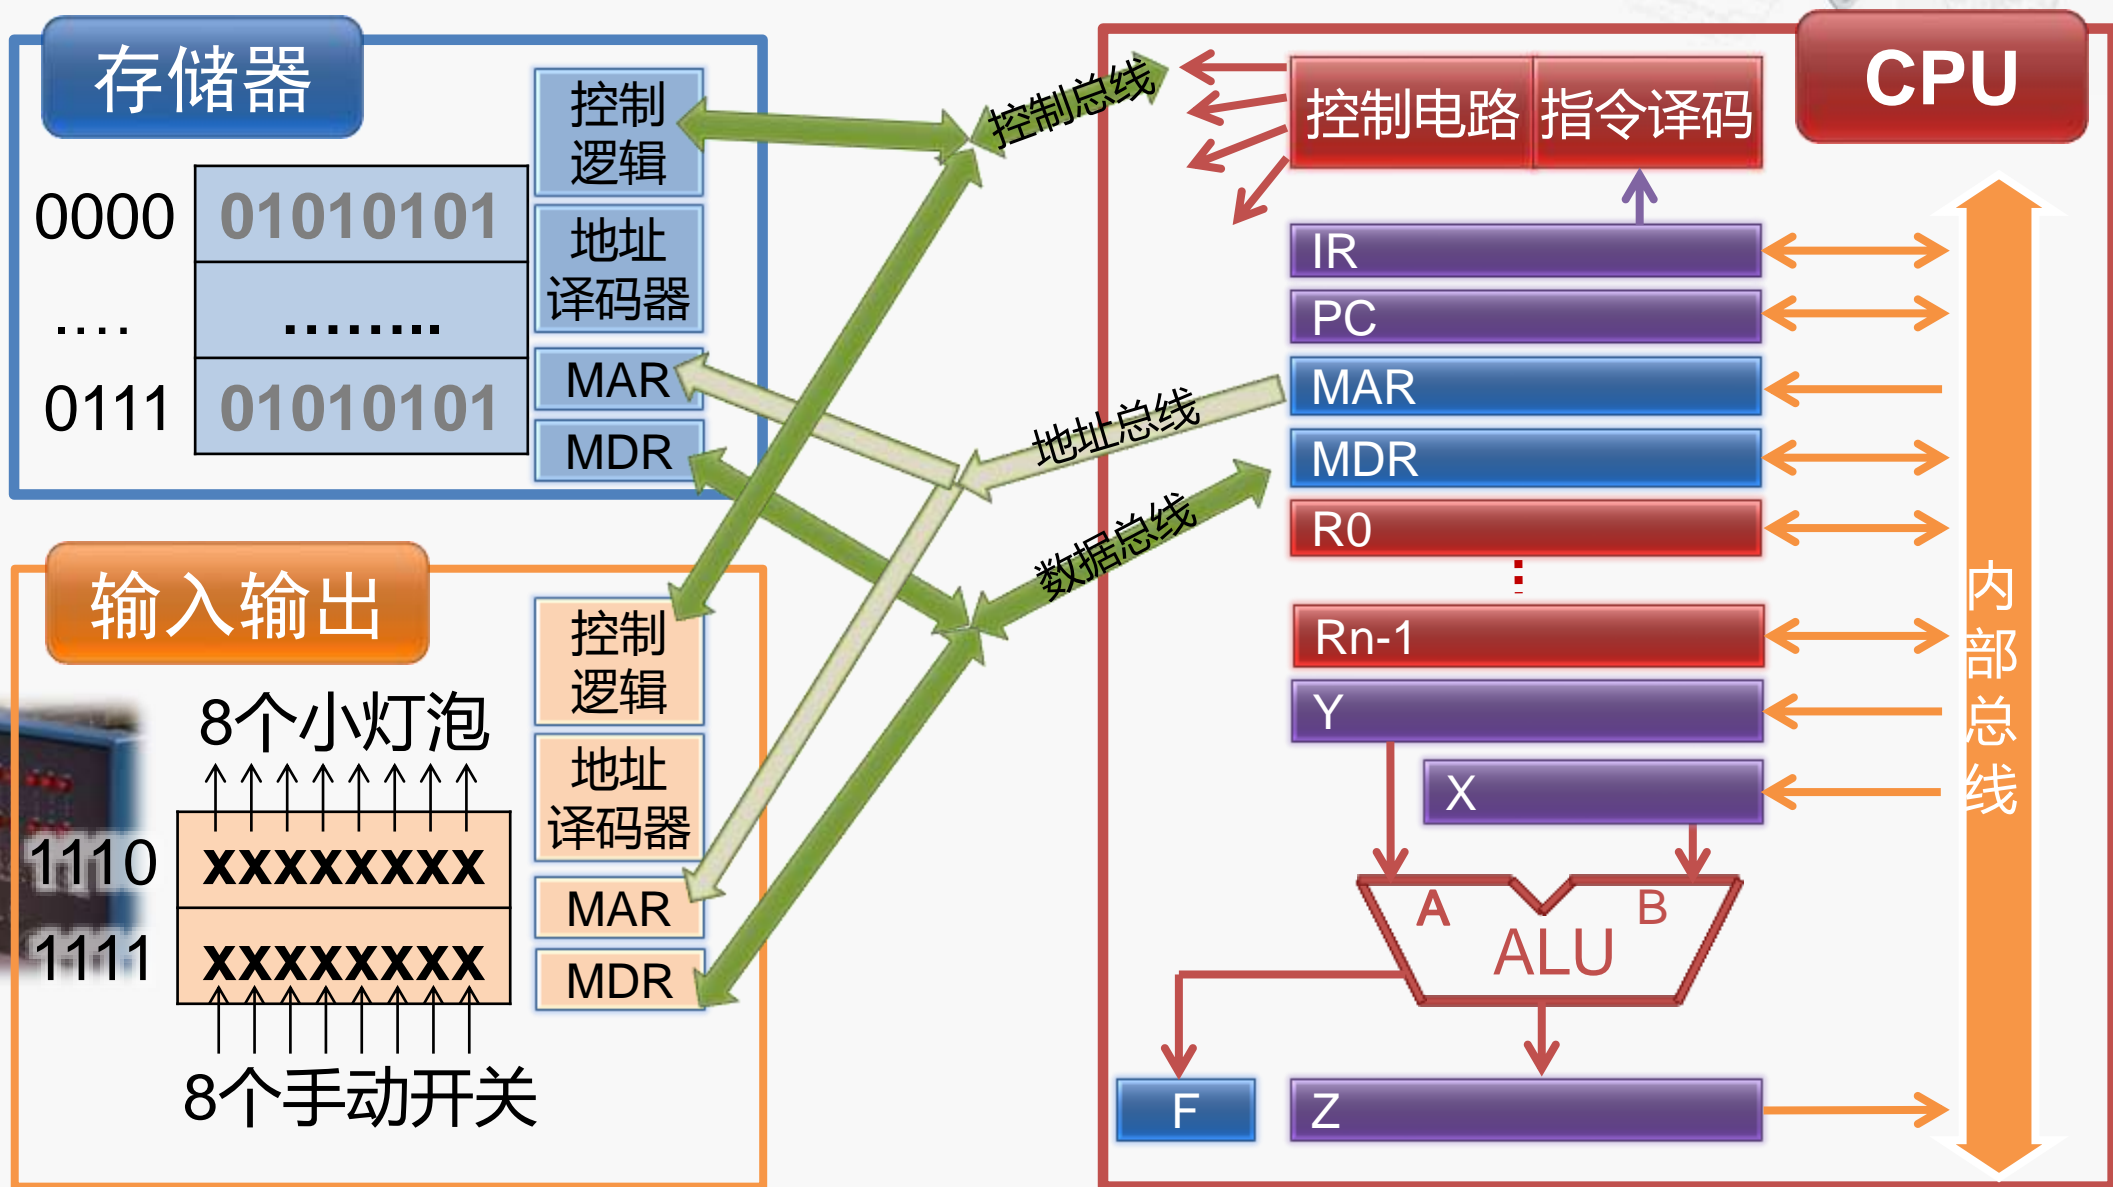 存储器
控制
逻辑
0000 01010101
地址
译码器
.... ........
MAR
0111 01010101
MDR
输入输出
控制
逻辑
8个小灯泡
地址
译码器
1110 xxxxxxxx
MAR
1111 xxxxxxxx
MDR
8个手动开关
控制总线
地址总线
数据总线
CPU
控制电路 指令译码
IR
PC
MAR
MDR
R0
Rn-1
Y
X
A B
ALU
F Z
内
部
总
线